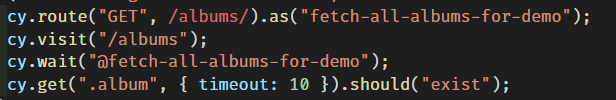 cy.route("GET", /albums/).as("fetch-all-albums-for-demo");
cy.visit("/albums");
cy.wait("@fetch-all-albums-for-demo");
cy.get(".album", { timeout: 10 }).should("exist");